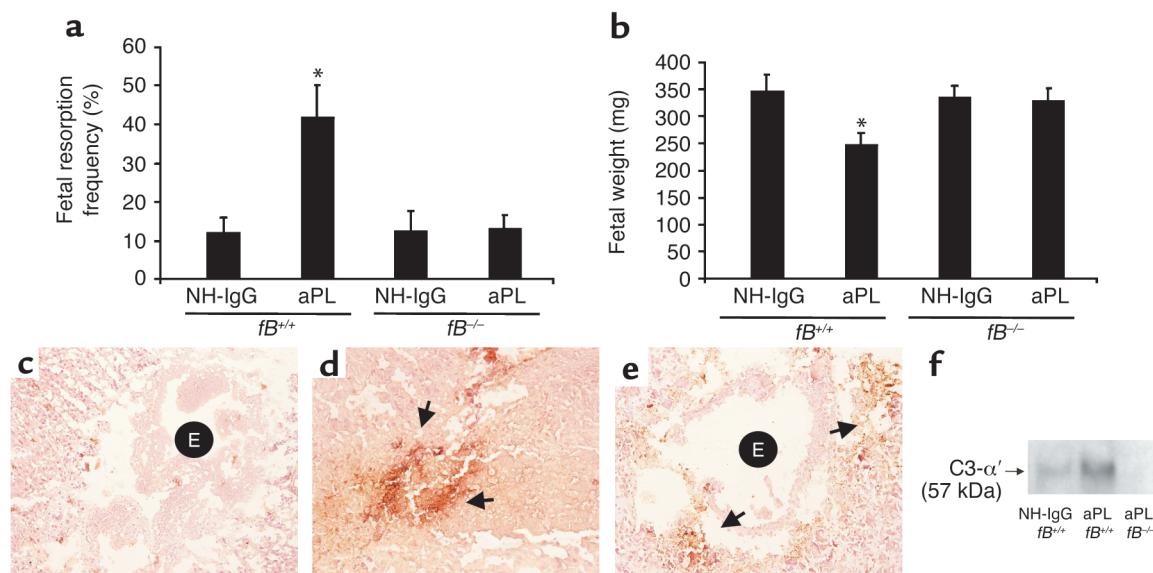 a
Fetal resorption
frequency (%)
60
50
40
30
20
10
0
*
NH-IgG aPL NH-IgG aPL
fB+/+ fB–/–
b
Fetal weight (mg)
400
350
300
250
200
150
100
50
0
*
NH-IgG aPL NH-IgG aPL
fB+/+ fB–/–
c
E
d
e
E
f
C3-α′
(57 kDa)
NH-IgG aPL aPL
fB+/+ fB+/+ fB–/–